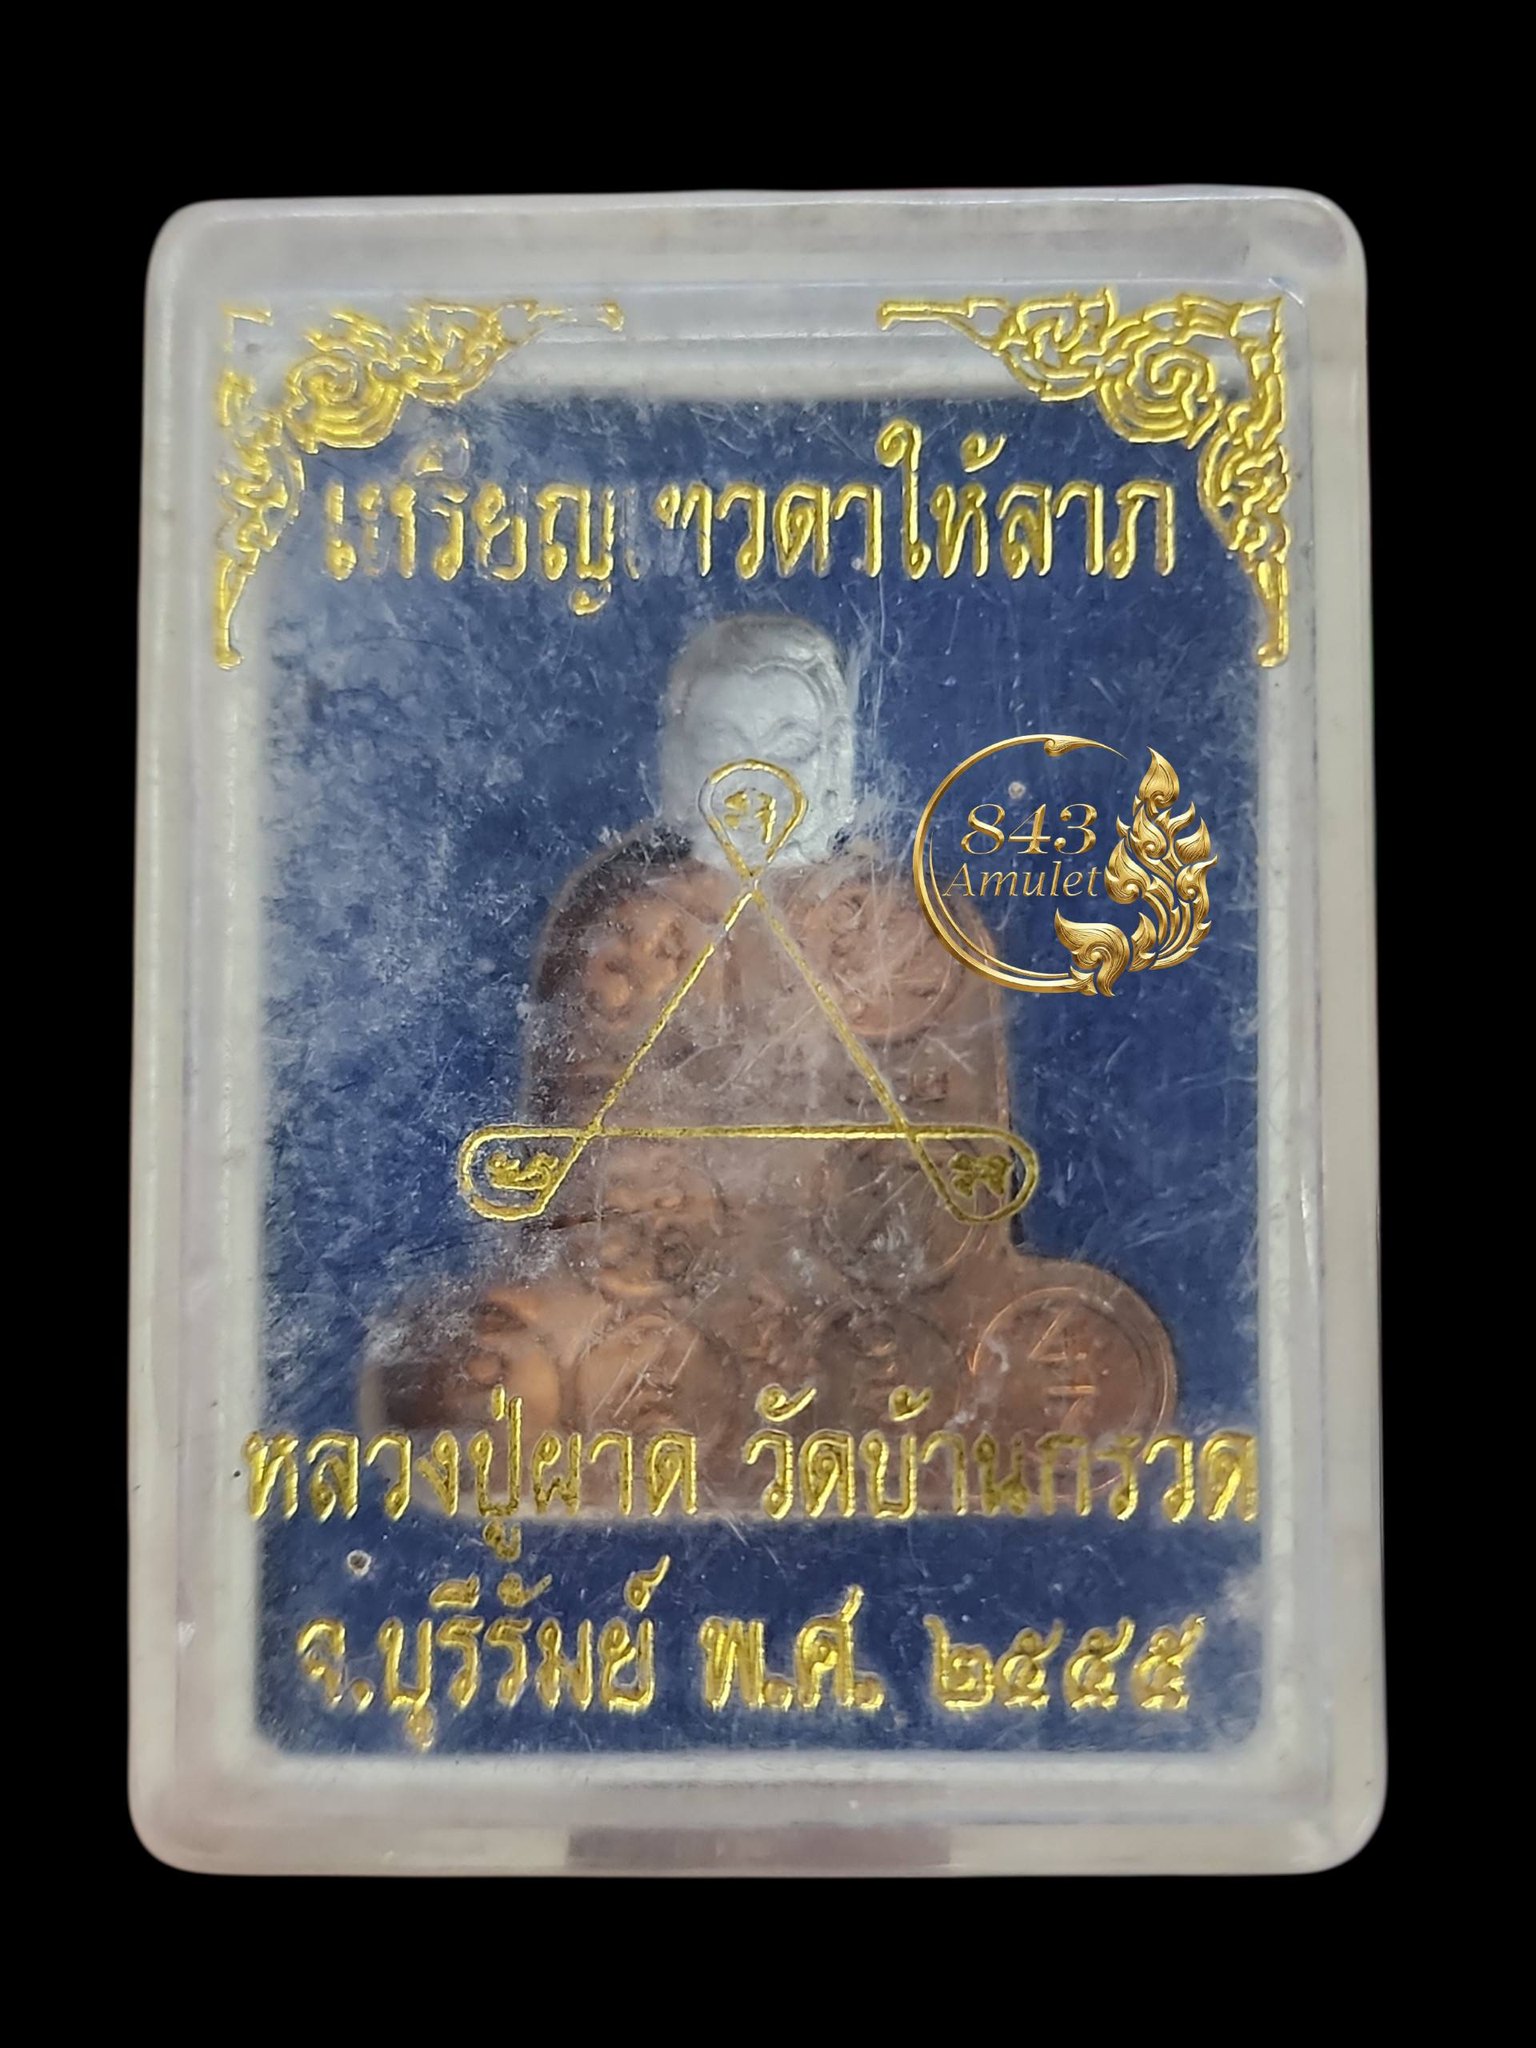 เหรียญเทวดาให้ลาภ
843
Amulet
หลวงปู่ผาด วัดบ้านกรวด
จ.บุรีรัมย์ พ.ศ. ๒๕๕๕